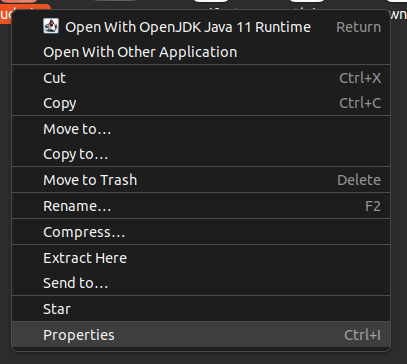 Open With OpenJDK Java 11 Runtime Return
Open With Other Application
Cut Ctrl+X
Copy Ctrl+C
Move to…
Copy to…
Move to Trash Delete
Rename… F2
Compress…
Extract Here
Send to…
Star
Properties Ctrl+I